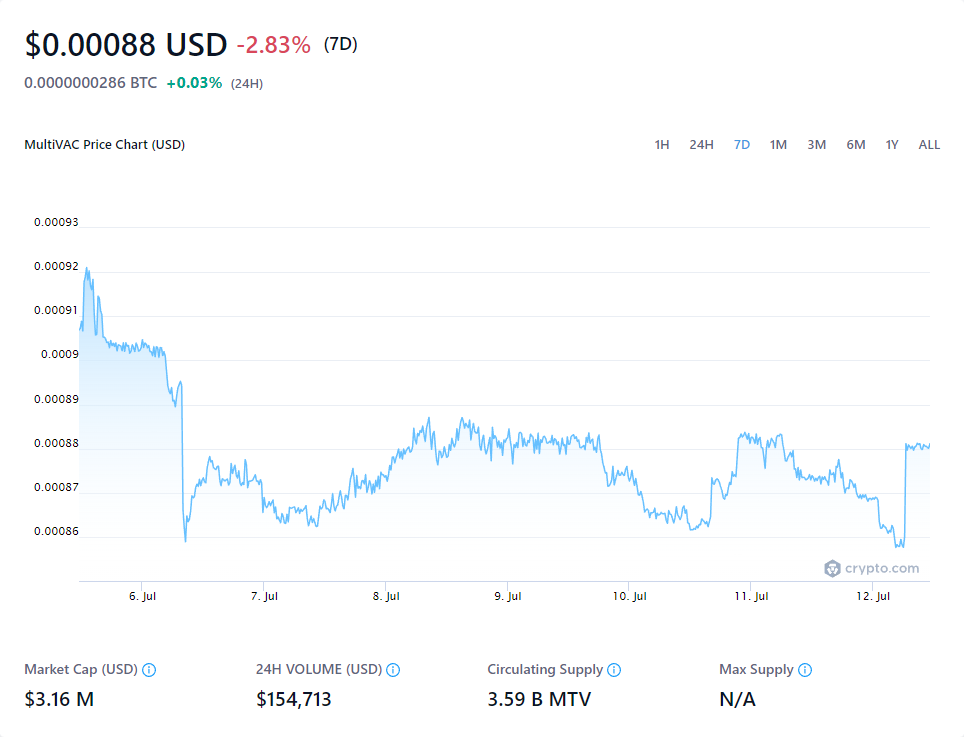 $0.00088 USD -2.83% (7D)
0.0000000286 BTC +0.03% (24H)
MultiVAC Price Chart (USD) 1H 24H 7D 1M 3M 6M 1Y ALL
0.00093
0.00092
0.00091
0.0009
0.00089
0.00088
0.00087
0.00086
crypto.com
6. Jul 7. Jul 8. Jul 9. Jul 10. Jul 11. Jul 12. Jul
Market Cap (USD) 24H VOLUME (USD) Circulating Supply Max Supply
$3.16 M $154,713 3.59 B MTV N/A